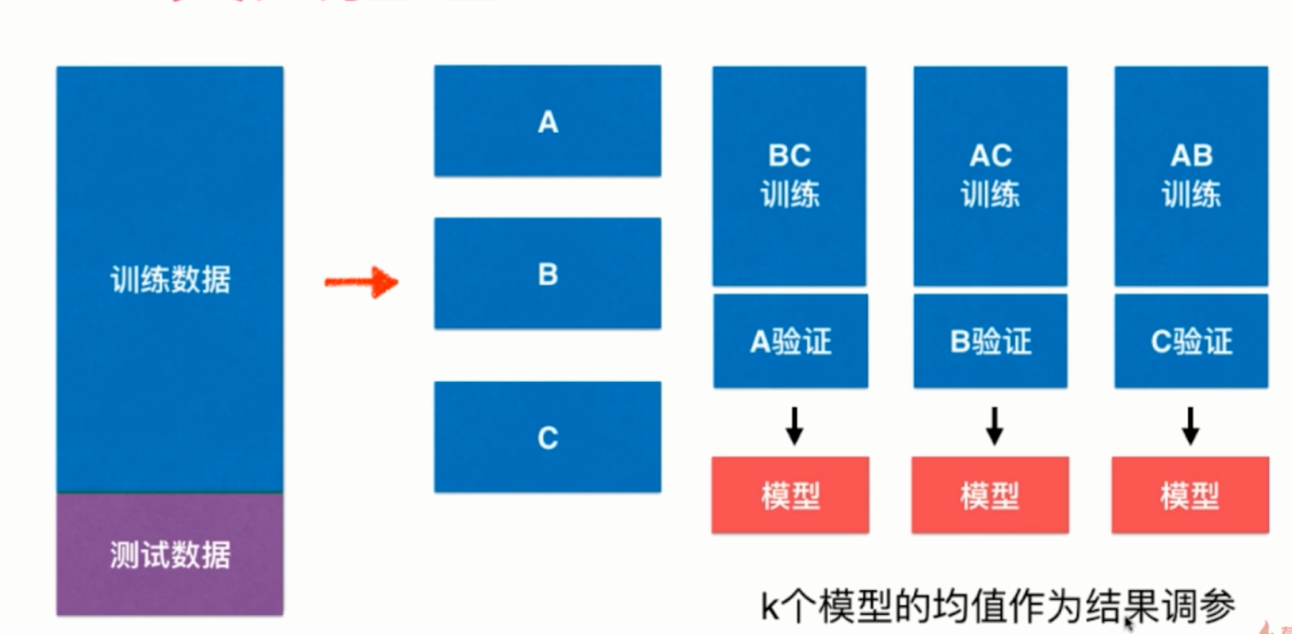 训练数据
测试数据
A
B
C
BC
训练
A验证
模型
AC
训练
B验证
模型
AB
训练
C验证
模型
k个模型的均值作为结果调参